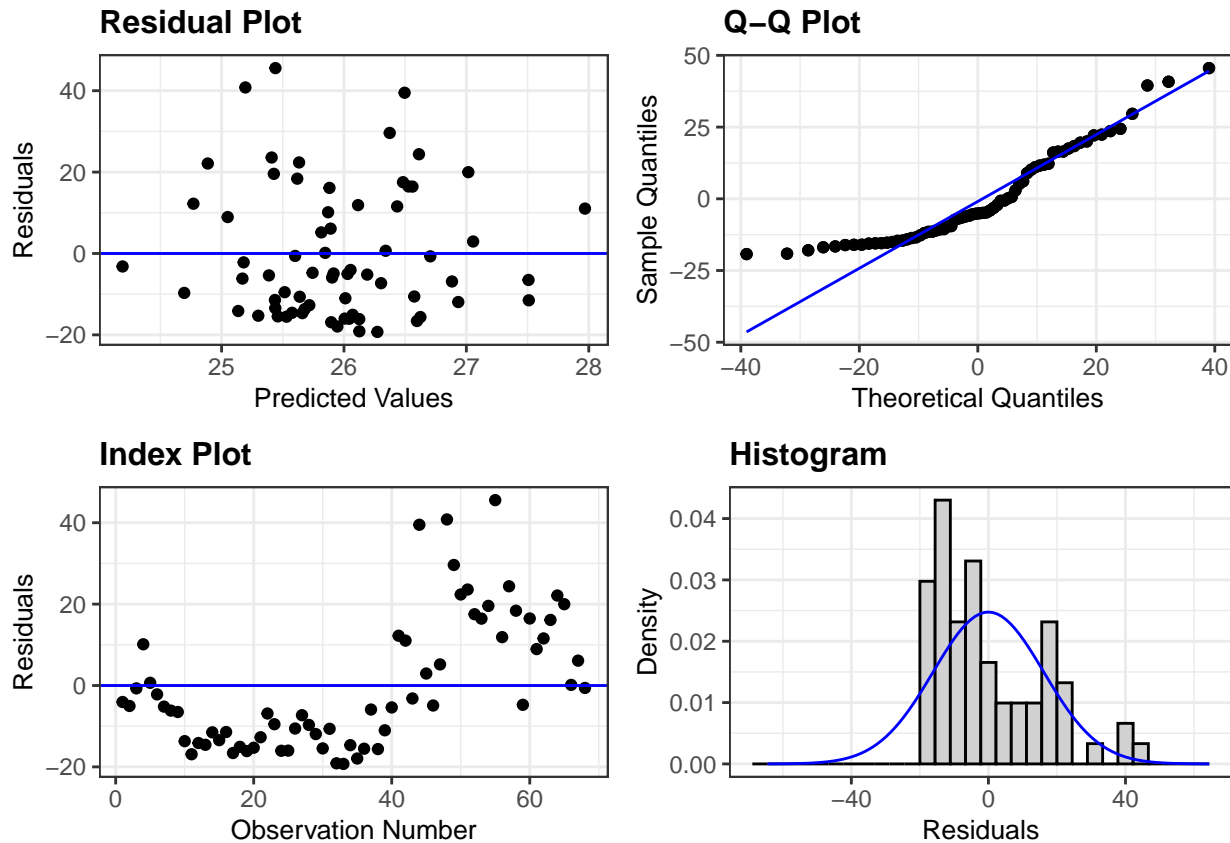 Residual Plot
Residuals
40
20
0
−20
25
26
27
28
Predicted Values
Q−Q Plot
Sample Quantiles
50
25
0
−25
−50
−40
−20
0
20
40
Theoretical Quantiles
Index Plot
Residuals
40
20
0
−20
0
20
40
60
Observation Number
Histogram
Density
0.04
0.03
0.02
0.01
0.00
−40
0
40
Residuals